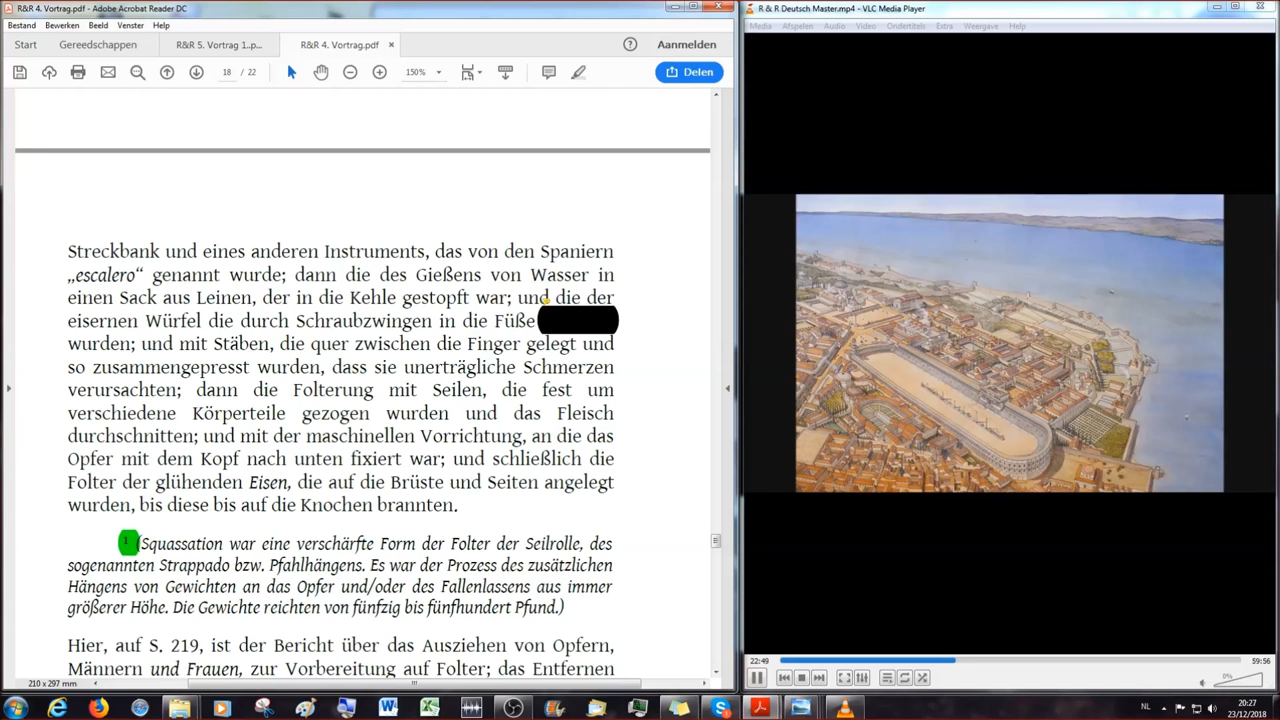 R&R 4. Vortrag.pdf - Adobe Acrobat Reader DC
Bestand Bewerken Beeld Venster Help
Start Gereedschappen R&R 5. Vortrag 1..p... R&R 4. Vortrag.pdf × Aanmelden
18 / 22 150% Delen
Streckbank und eines anderen Instruments, das von den Spaniern
„escalero“ genannt wurde; dann die des Gießens von Wasser in
einen Sack aus Leinen, der in die Kehle gestopft war; und die der
eisernen Würfel die durch Schraubzwingen in die Füße
wurden; und mit Stäben, die quer zwischen die Finger gelegt und
so zusammengepresst wurden, dass sie unerträgliche Schmerzen
verursachten; dann die Folterung mit Seilen, die fest um
verschiedene Körperteile gezogen wurden und das Fleisch
durchschnitten; und mit der maschinellen Vorrichtung, an die das
Opfer mit dem Kopf nach unten fixiert war; und schließlich die
Folter der glühenden Eisen, die auf die Brüste und Seiten angelegt
wurden, bis diese bis auf die Knochen brannten.
1 (Squassation war eine verschärfte Form der Folter der Seilrolle, des
sogenannten Strappado bzw. Pfahlhängens. Es war der Prozess des zusätzlichen
Hängens von Gewichten an das Opfer und/oder des Fallenlassens aus immer
größerer Höhe. Die Gewichte reichten von fünfzig bis fünfhundert Pfund.)
Hier, auf S. 219, ist der Bericht über das Ausziehen von Opfern,
Männern und Frauen, zur Vorbereitung auf Folter; das Entfernen
210 x 297 mm
R & R Deutsch Master.mp4 - VLC Media Player
Media Afspelen Audio Video Ondertitels Extra Weergave Help
22:49 59:56
0%
NL 20:27
23/12/2018